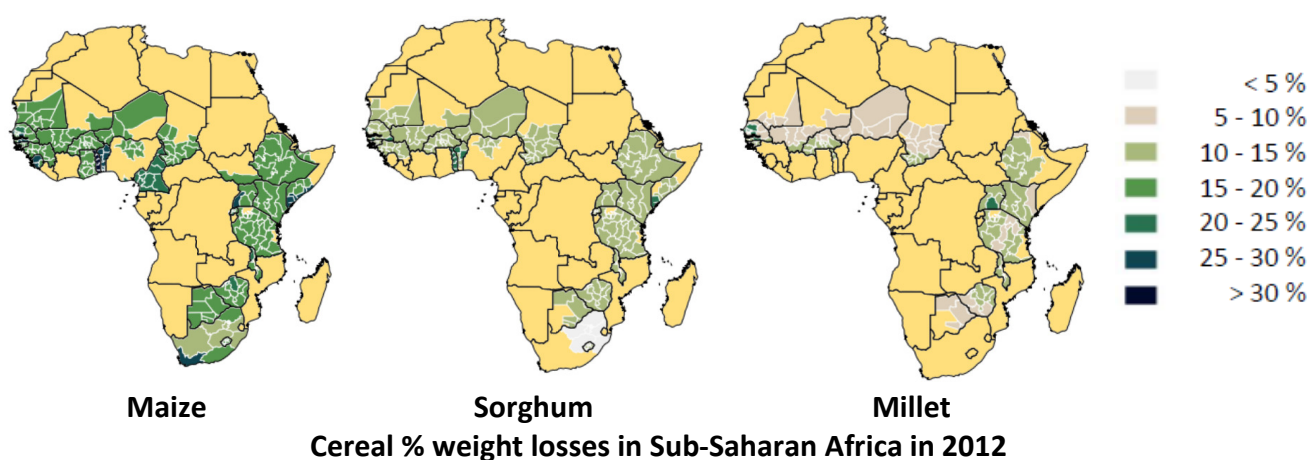 < 5 %
5 - 10 %
10 - 15 %
15 - 20 %
20 - 25 %
25 - 30 %
> 30 %
Maize Sorghum Millet
Cereal % weight losses in Sub-Saharan Africa in 2012